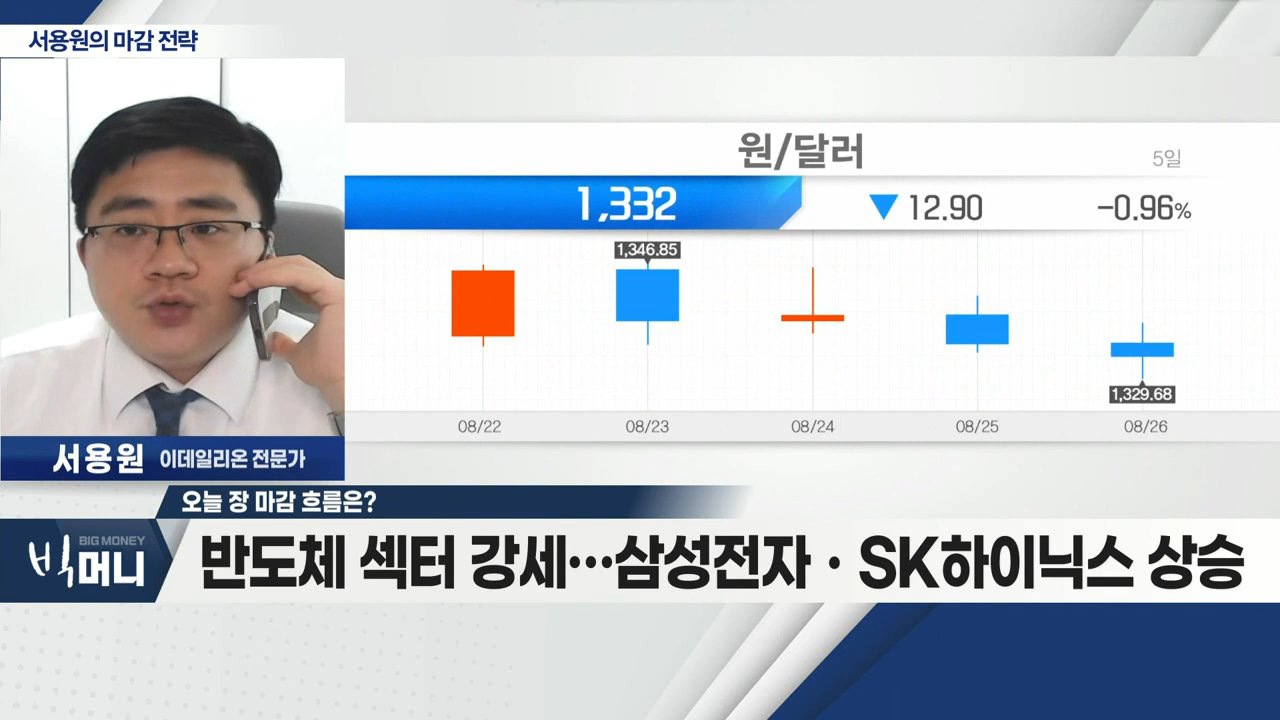 서용원의 마감 전략
원/달러
5일
1,332
▼ 12.90
-0.96%
1,346.85
1,329.68
08/22
08/23
08/24
08/25
08/26
서용원 이데일리온 전문가
오늘 장 마감 흐름은?
BIG MONEY
빅머니
반도체 섹터 강세…삼성전자·SK하이닉스 상승